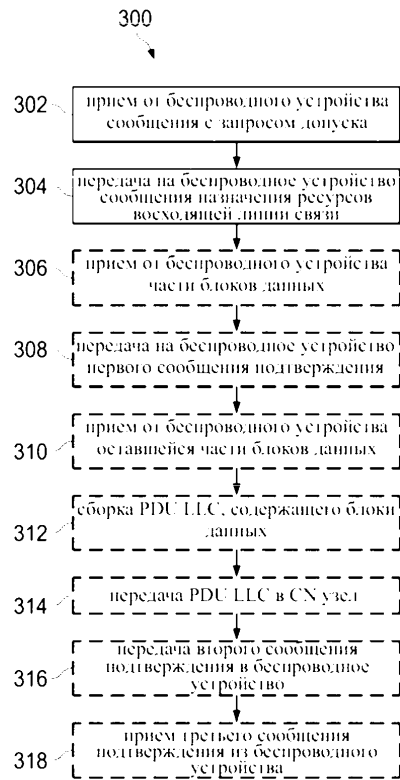 300
302
прием от беспроводного устройства
сообщения с запросом допуска
304
передача на беспроводное устройство
сообщения назначения ресурсов
восходящей линии связи
306
прием от беспроводного устройства
части блоков данных
308
передача на беспроводное устройство
первого сообщения подтверждения
310
прием от беспроводного устройства
оставшейся части блоков данных
312
сборка PDU LLC, содержащего блоки
данных
314
передача PDU LLC в CN узел
316
передача второго сообщения
подтверждения в беспроводное
устройство
318
прием третьего сообщения
подтверждения из беспроводного
устройства